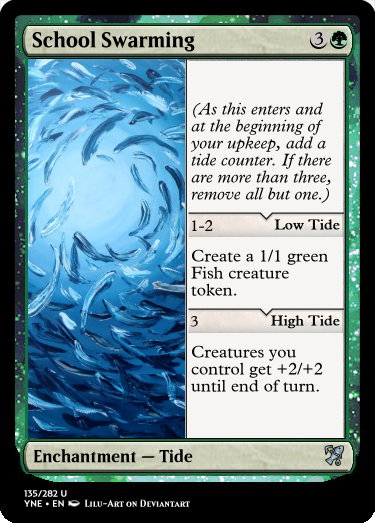 School Swarming 3
(As this enters and
at the beginning of
your upkeep, add a
tide counter. If there
are more than three,
remove all but one.)
1-2 Low Tide
Create a 1/1 green
Fish creature
token.
3 High Tide
Creatures you
control get +2/+2
until end of turn.
Enchantment — Tide
135/282 U
YNE • EN Lilu-Art on Deviantart